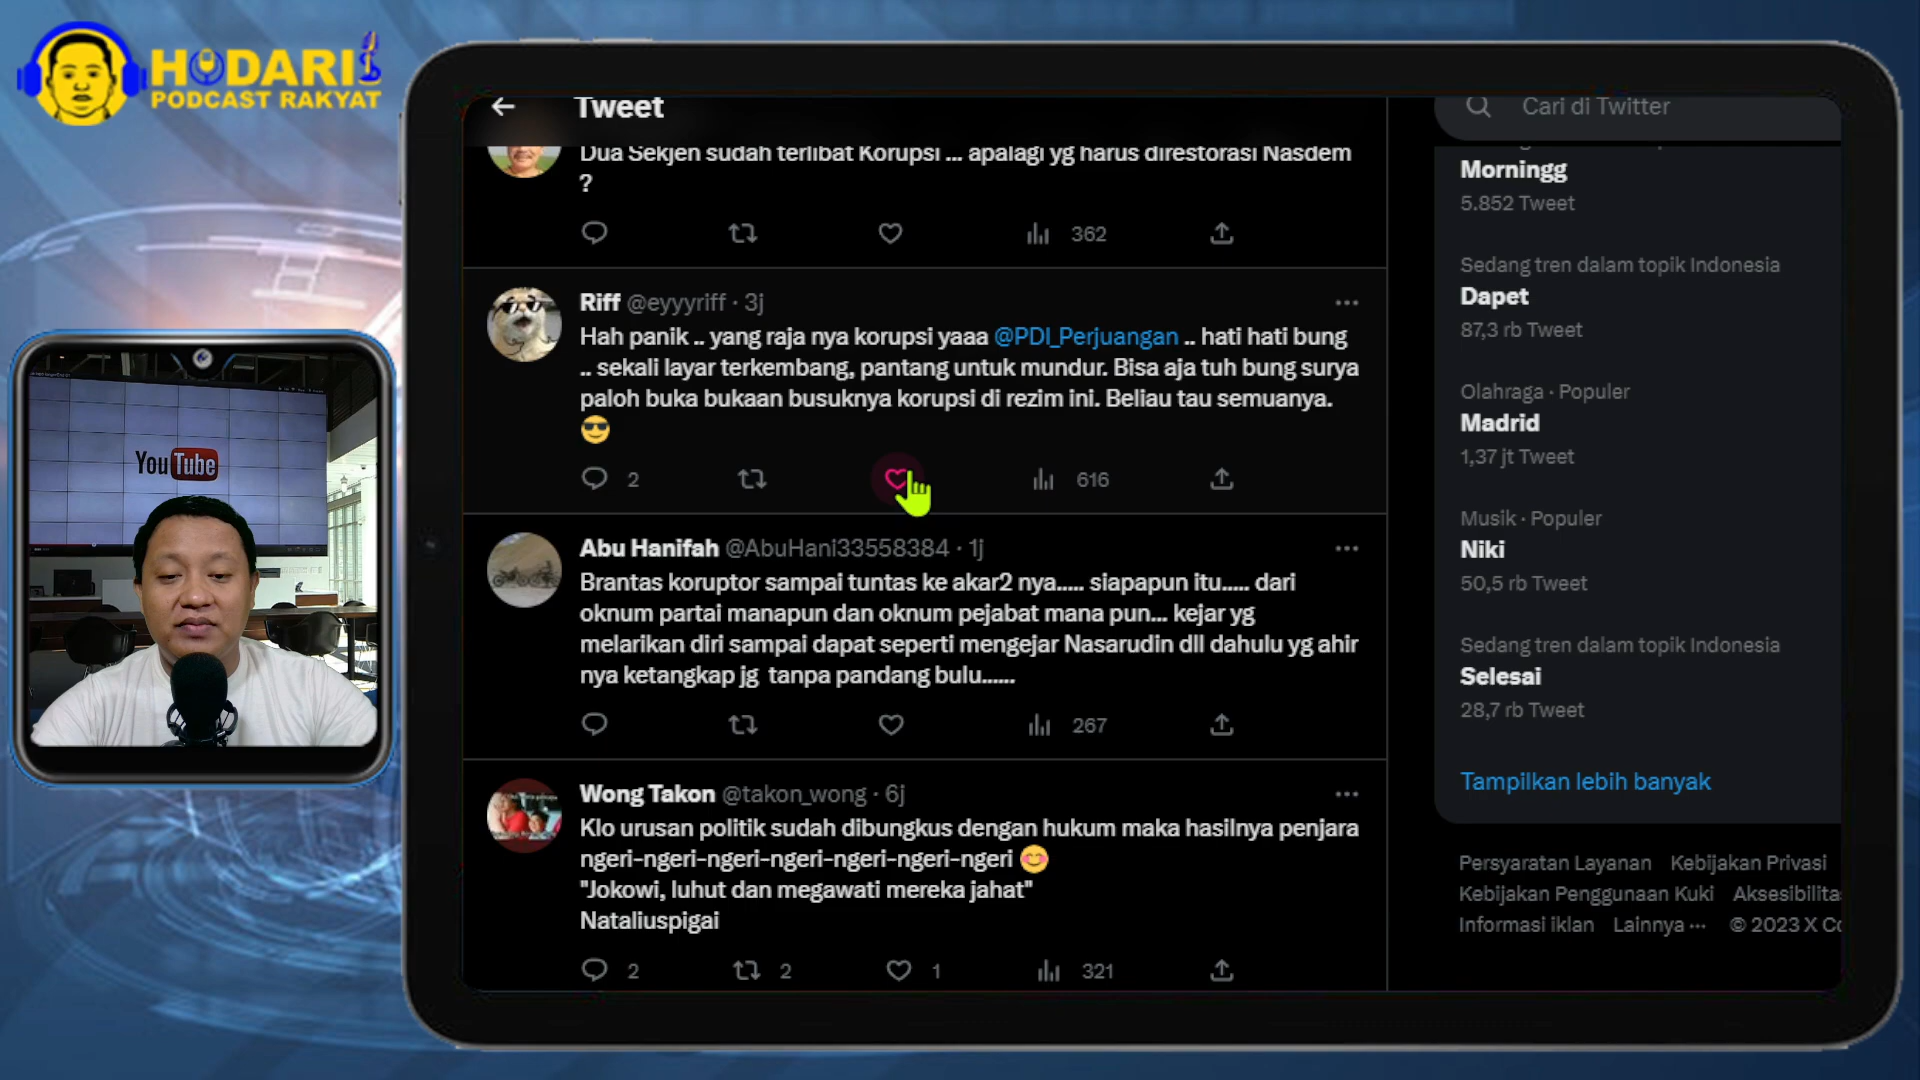 HODARI
PODCAST RAKYAT
YouTube
Tweet
Cari di Twitter
Dua Sekjen sudah terlibat Korupsi ... apalagi yg harus direstorasi Nasdem
?
362
Riff @eyyyriff · 3j
Hah panik .. yang raja nya korupsi yaaa @PDI_Perjuangan .. hati hati bung
.. sekali layar terkembang, pantang untuk mundur. Bisa aja tuh bung surya
paloh buka bukaan busuknya korupsi di rezim ini. Beliau tau semuanya.
😎
2 616
Abu Hanifah @AbuHani33558384 · 1j
Brantas koruptor sampai tuntas ke akar2 nya..... siapapun itu..... dari
oknum partai manapun dan oknum pejabat mana pun... kejar yg
melarikan diri sampai dapat seperti mengejar Nasarudin dll dahulu yg ahir
nya ketangkap jg tanpa pandang bulu......
267
Wong Takon @takon_wong · 6j
Klo urusan politik sudah dibungkus dengan hukum maka hasilnya penjara
ngeri-ngeri-ngeri-ngeri-ngeri-ngeri-ngeri 😊
"Jokowi, luhut dan megawati mereka jahat"
Nataliuspigai
2 2 1 321
Morningg
5.852 Tweet
Sedang tren dalam topik Indonesia
Dapet
87,3 rb Tweet
Olahraga · Populer
Madrid
1,37 jt Tweet
Musik · Populer
Niki
50,5 rb Tweet
Sedang tren dalam topik Indonesia
Selesai
28,7 rb Tweet
Tampilkan lebih banyak
Persyaratan Layanan Kebijakan Privasi
Kebijakan Penggunaan Kuki Aksesibilita
Informasi iklan Lainnya ··· © 2023 X Co